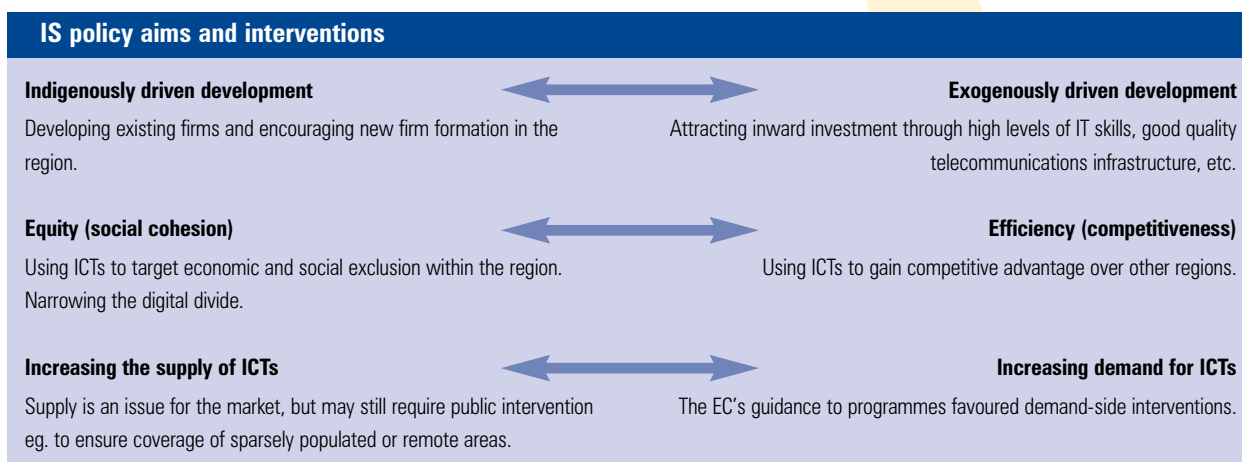 IS policy aims and interventions
Indigenously driven development
Exogenously driven development
Developing existing firms and encouraging new firm formation in the
region.
Attracting inward investment through high levels of IT skills, good quality
telecommunications infrastructure, etc.
Equity (social cohesion)
Efficiency (competitiveness)
Using ICTs to target economic and social exclusion within the region.
Narrowing the digital divide.
Using ICTs to gain competitive advantage over other regions.
Increasing the supply of ICTs
Increasing demand for ICTs
Supply is an issue for the market, but may still require public intervention
eg. to ensure coverage of sparsely populated or remote areas.
The EC's guidance to programmes favoured demand-side interventions.